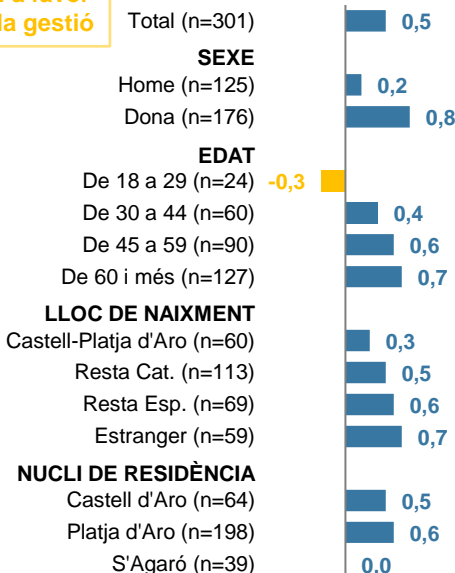 la gestió
Total (n=301) 0,5
SEXE
Home (n=125) 0,2
Dona (n=176) 0,8
EDAT
De 18 a 29 (n=24) -0,3
De 30 a 44 (n=60) 0,4
De 45 a 59 (n=90) 0,6
De 60 i més (n=127) 0,7
LLOC DE NAIXMENT
Castell-Platja d'Aro (n=60) 0,3
Resta Cat. (n=113) 0,5
Resta Esp. (n=69) 0,6
Estranger (n=59) 0,7
NUCLI DE RESIDÈNCIA
Castell d'Aro (n=64) 0,5
Platja d'Aro (n=198) 0,6
S'Agaró (n=39) 0,0